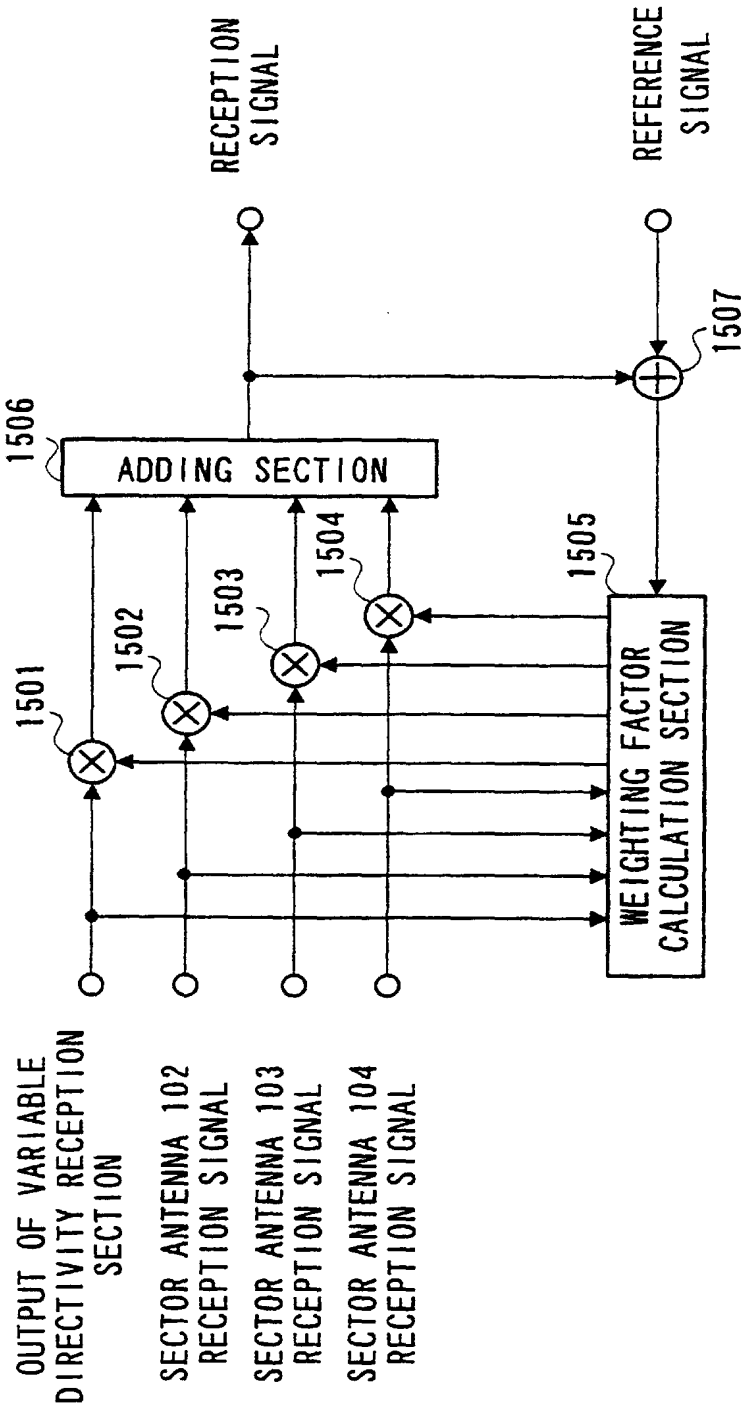 OUTPUT OF VARIABLE
DIRECTIVITY RECEPTION
SECTION
SECTOR ANTENNA 102
RECEPTION SIGNAL
SECTOR ANTENNA 103
RECEPTION SIGNAL
SECTOR ANTENNA 104
RECEPTION SIGNAL
1501
1502
1503
1504
1505
WEIGHTING FACTOR
CALCULATION SECTION
1506
ADDING SECTION
RECEPTION
SIGNAL
1507
REFERENCE
SIGNAL